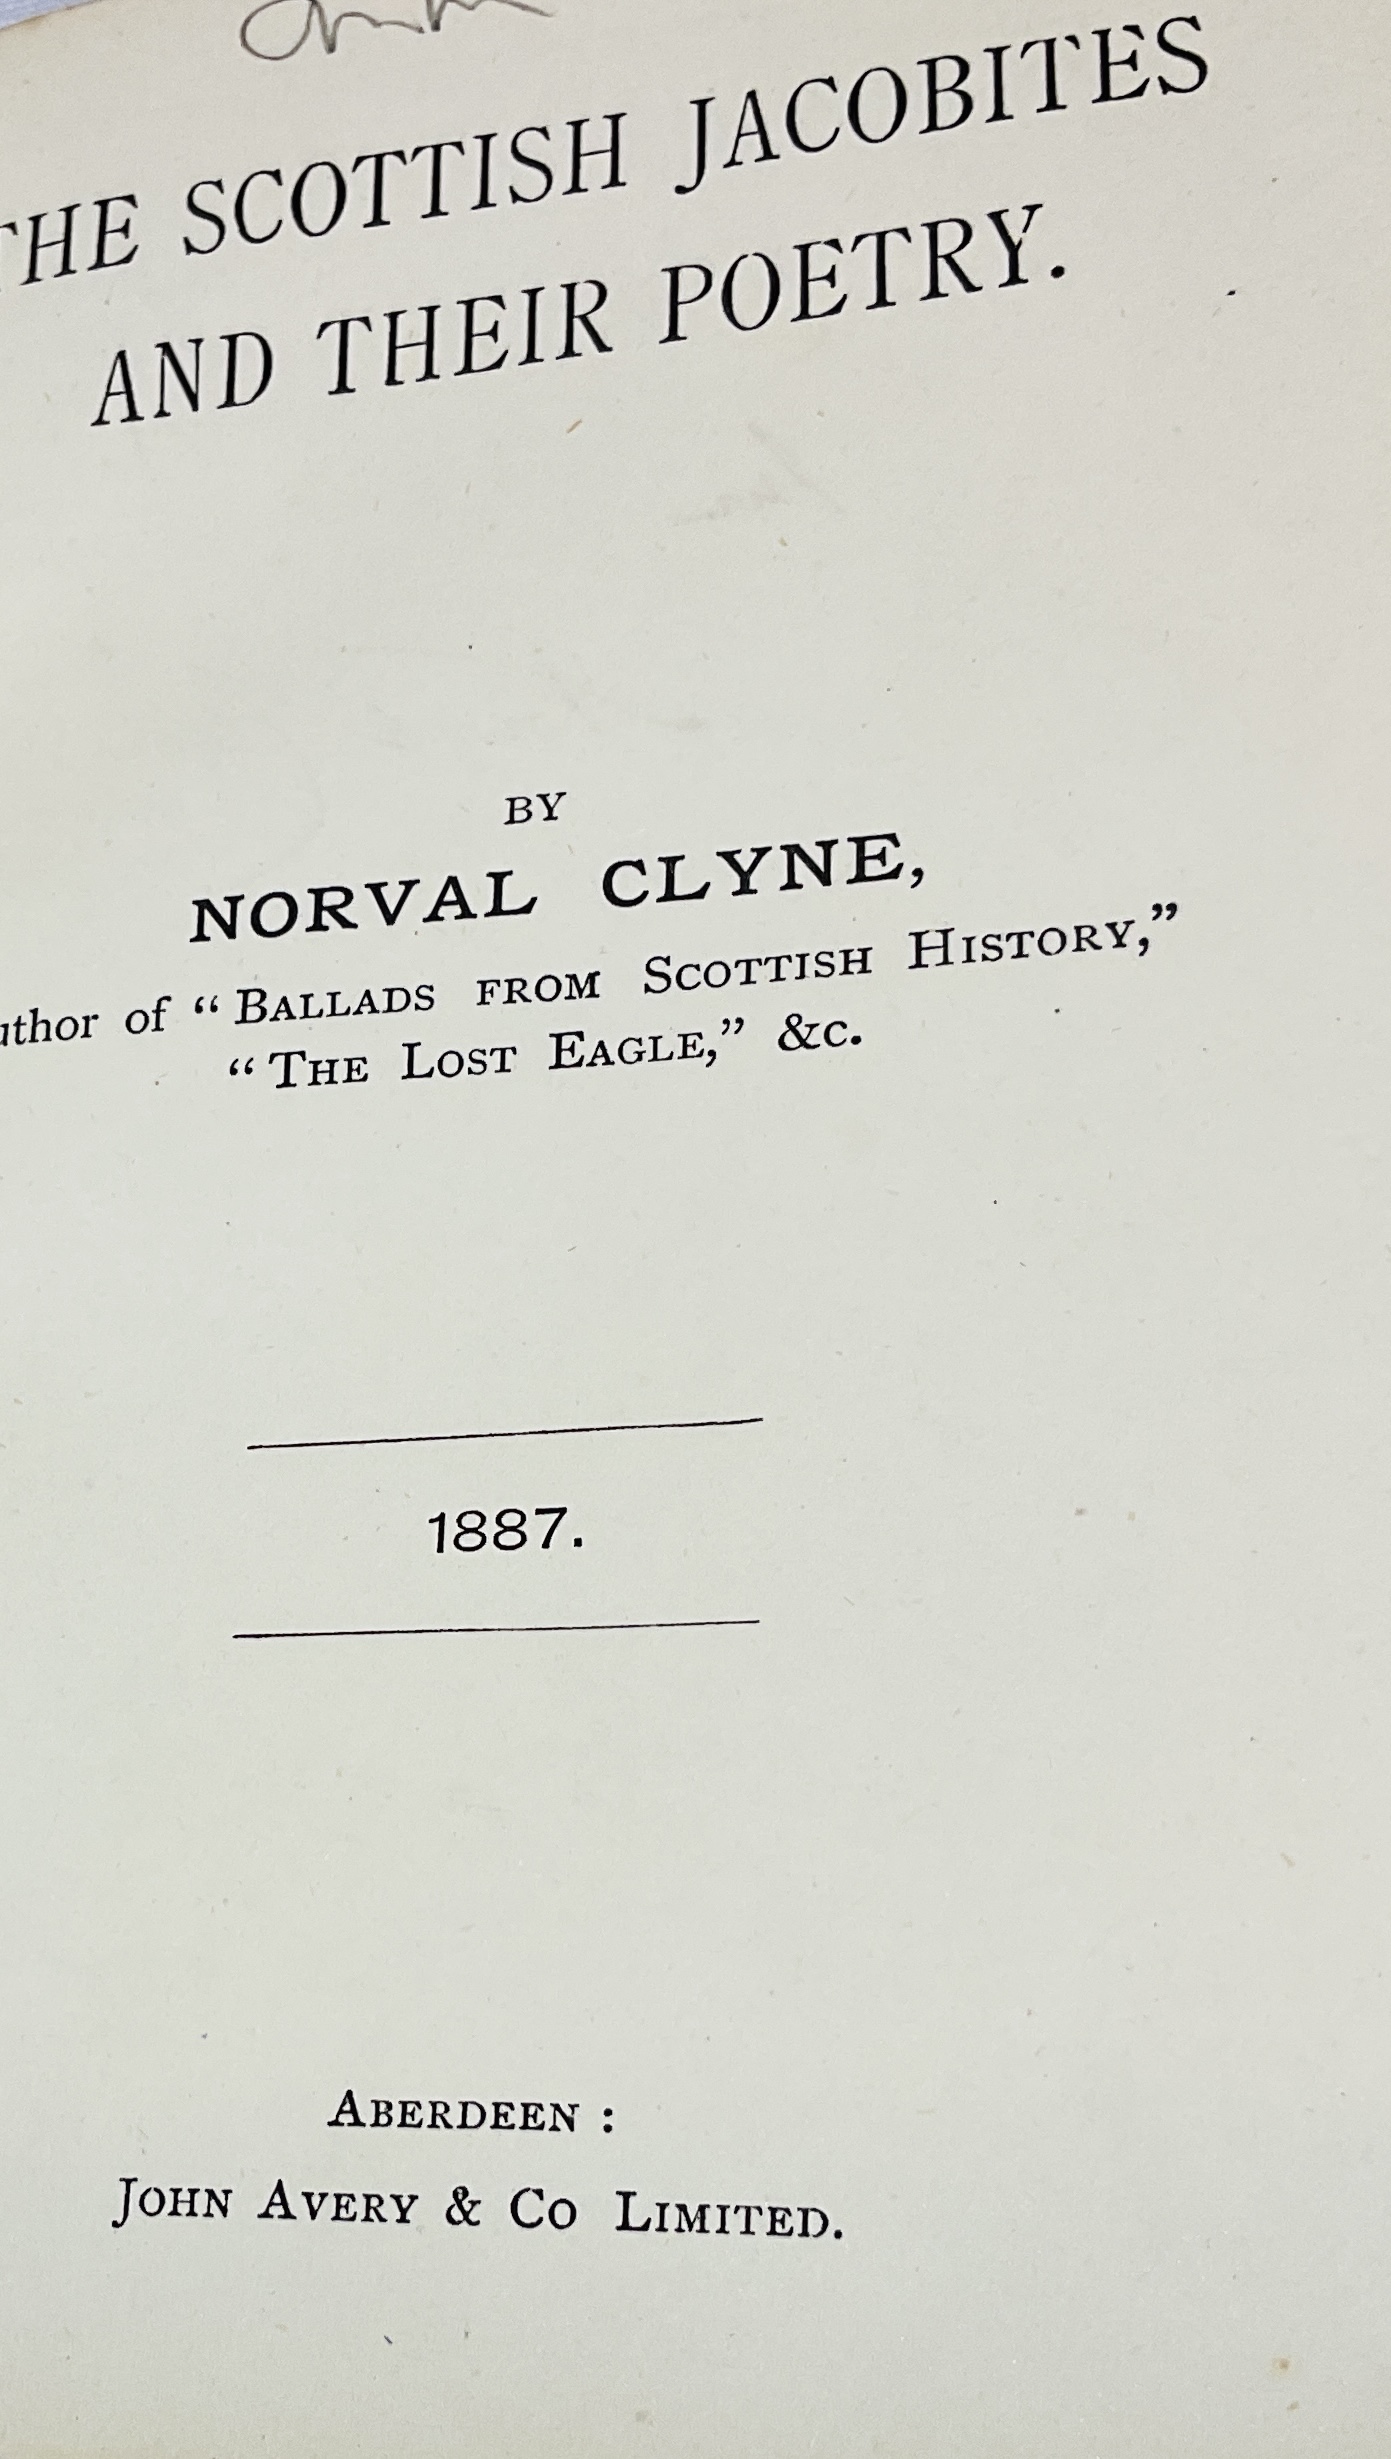 THE SCOTTISH JACOBITES
AND THEIR POETRY.
BY
NORVAL CLYNE,
uthor of “BALLADS FROM SCOTTISH HISTORY,”
“THE LOST EAGLE,” &c.
1887.
ABERDEEN :
JOHN AVERY & CO LIMITED.